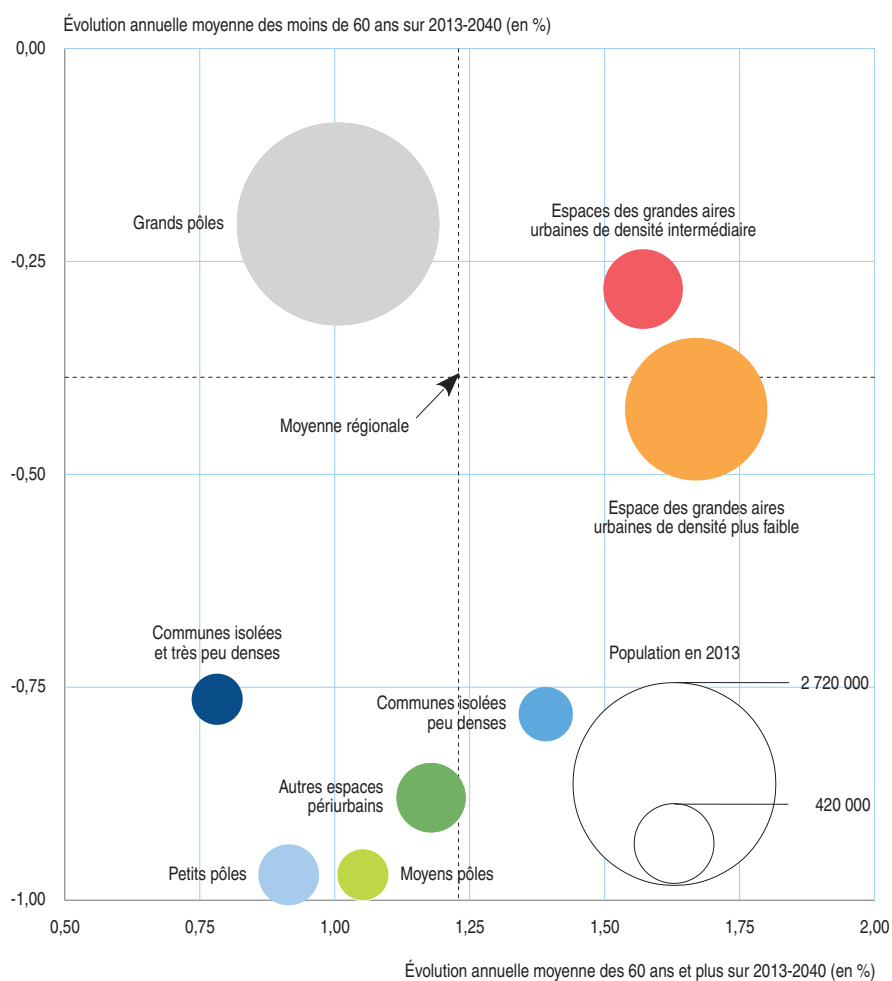 Évolution annuelle moyenne des moins de 60 ans sur 2013-2040 (en %)
0,00
Grands pôles
Espaces des grandes aires
urbaines de densité intermédiaire
-0,25
Moyenne régionale
-0,50
Espace des grandes aires
urbaines de densité plus faible
Communes isolées
et très peu denses
Population en 2013
2 720 000
-0,75
Communes isolées
peu denses
Autres espaces
périurbains
420 000
Petits pôles
Moyens pôles
-1,00
0,50 0,75 1,00 1,25 1,50 1,75 2,00
Évolution annuelle moyenne des 60 ans et plus sur 2013-2040 (en %)